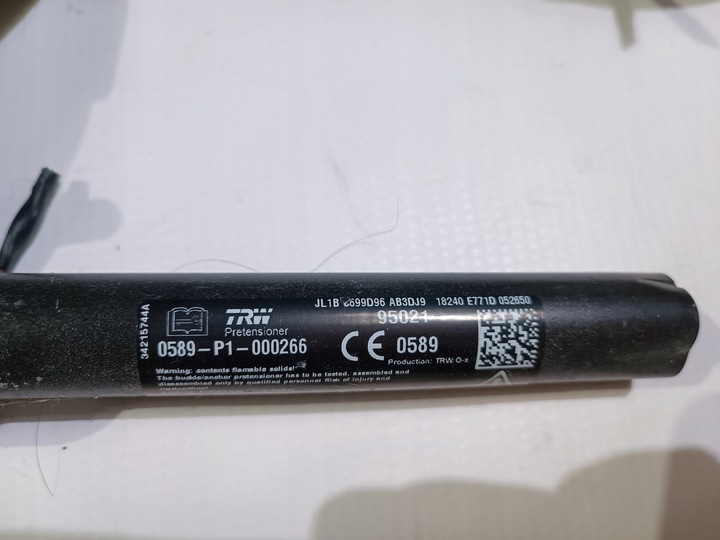 34215744A
JL1B 699D96 AB3DJ9 18240 E771D 052650
TRW
Pretensioner
95021
0589-P1-000266
CE 0589
Production: TRW O-x
Warning: contents flamable solids!
The buckle/anchor pretensioner has to be tested, assembled and
disassembled only by qualified personnel Risk of injury and